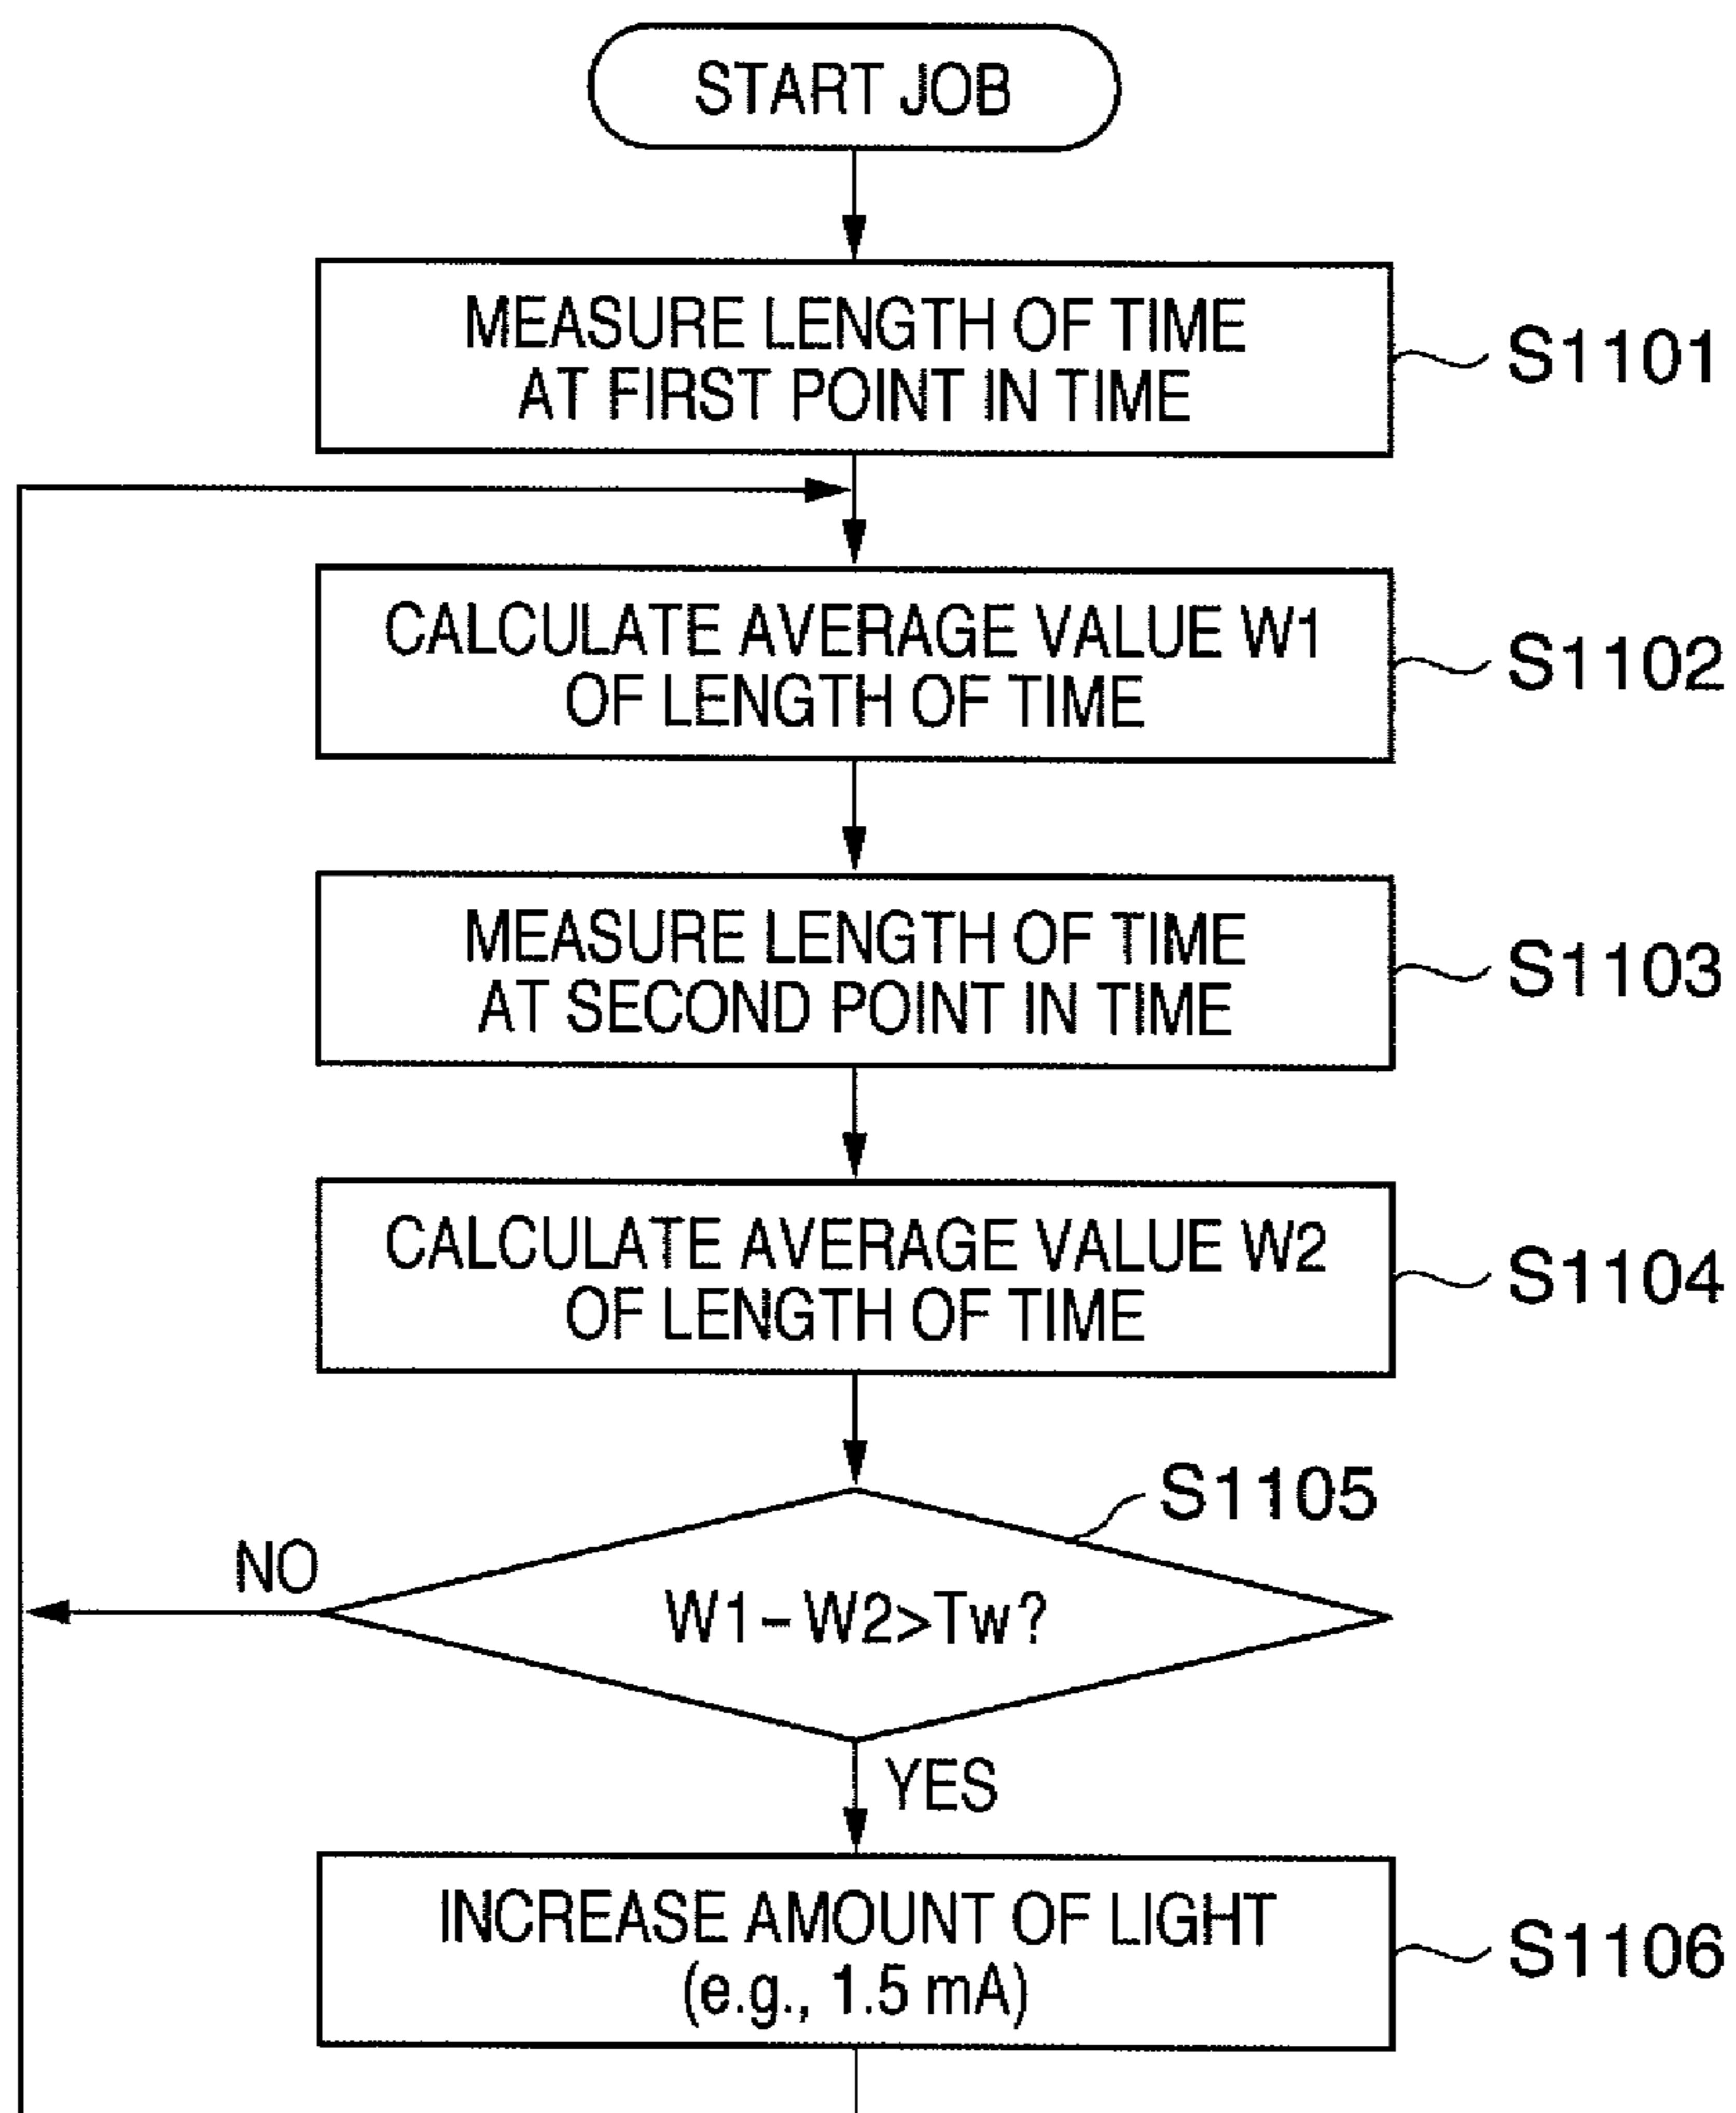 START JOB
MEASURE LENGTH OF TIME
AT FIRST POINT IN TIME
S1101
CALCULATE AVERAGE VALUE W1
OF LENGTH OF TIME
S1102
MEASURE LENGTH OF TIME
AT SECOND POINT IN TIME
S1103
CALCULATE AVERAGE VALUE W2
OF LENGTH OF TIME
S1104
S1105
NO
W1-W2>Tw?
YES
INCREASE AMOUNT OF LIGHT
(e.g., 1.5 mA)
S1106